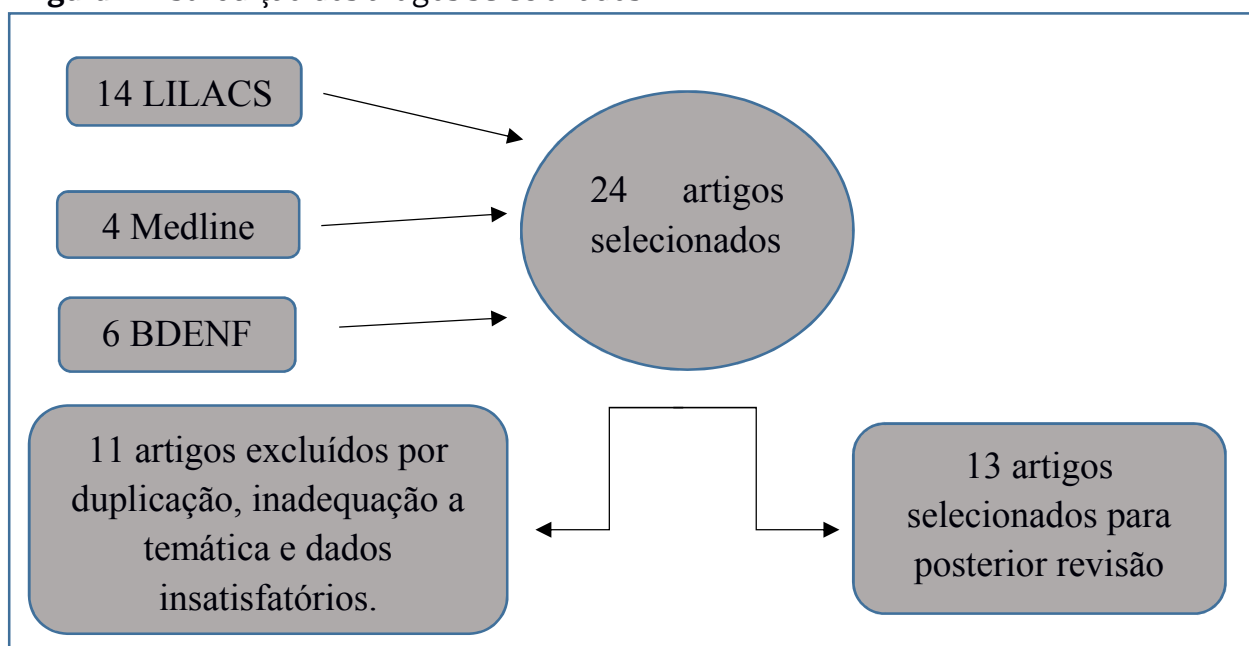 14 LILACS
4 Medline
6 BDENF
24 artigos
selecionados
11 artigos excluídos por
duplicação, inadequação a
temática e dados
insatisfatórios.
13 artigos
selecionados para
posterior revisão